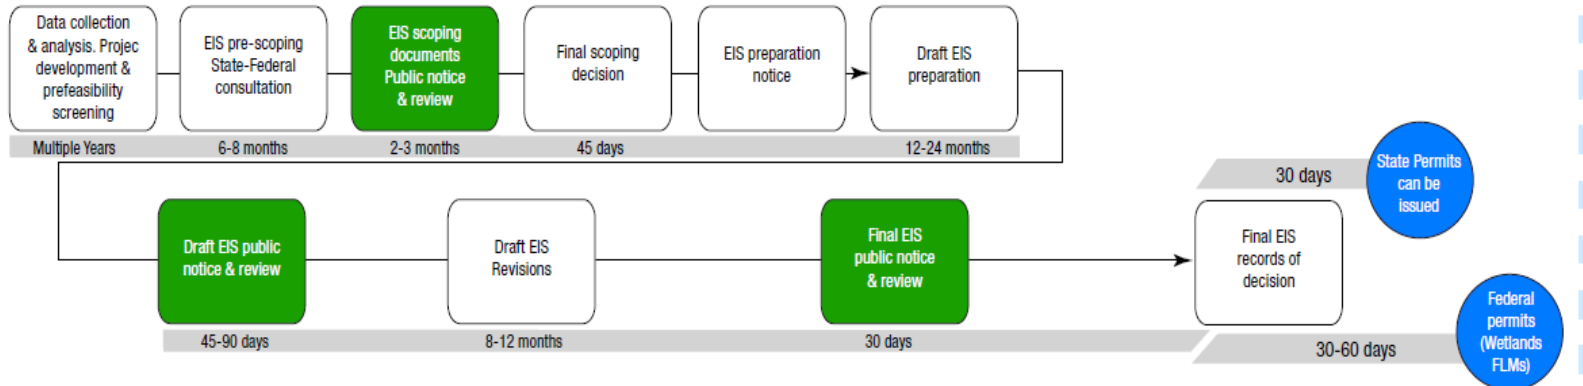 Data collection
& analysis. Projec
development &
prefeasibility
screening
EIS pre-scoping
State-Federal
consultation
EIS scoping
documents
Public notice
& review
Final scoping
decision
EIS preparation
notice
Draft EIS
preparation
Multiple Years
6-8 months
2-3 months
45 days
12-24 months
30 days
State Permits
can be
issued
Draft EIS public
notice & review
Draft EIS
Revisions
Final EIS
public notice
& review
Final EIS
records of
decision
45-90 days
8-12 months
30 days
30-60 days
Federal
permits
(Wetlands
FLMs)